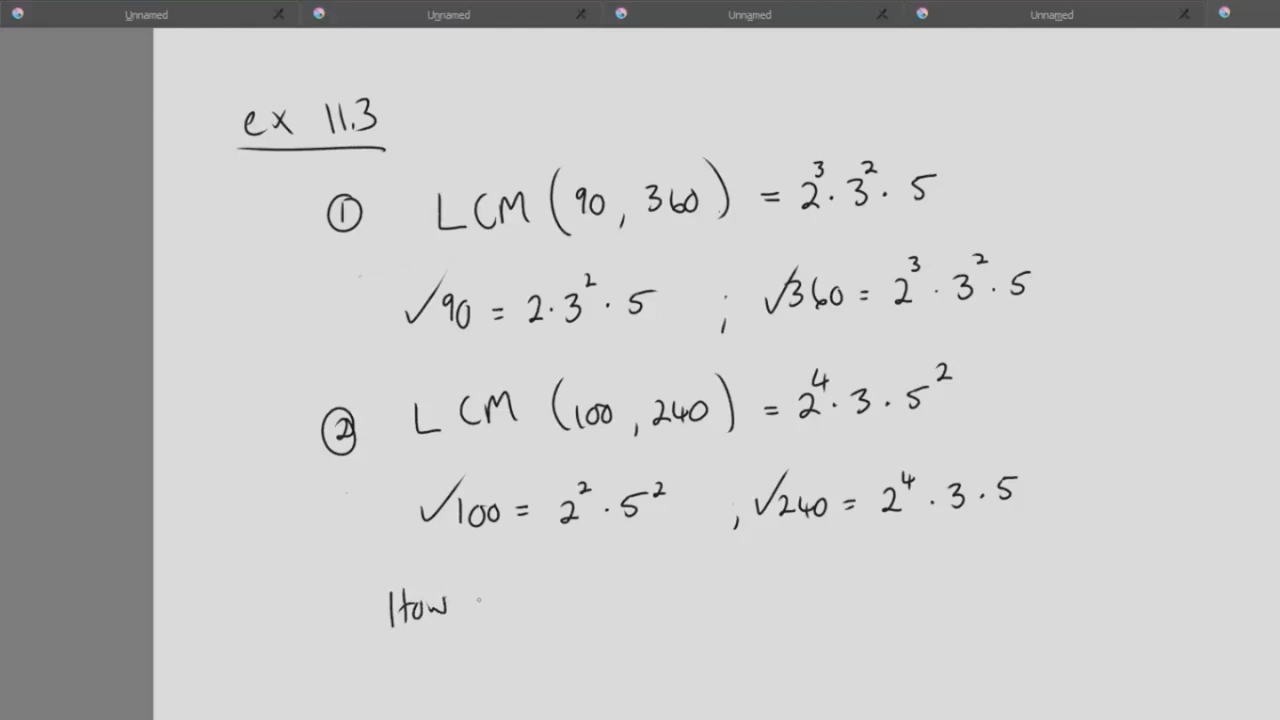 Unnamed Unnamed Unnamed Unnamed
ex 11.3
① LCM (90, 360) = 2³ · 3² · 5
✓90 = 2 · 3² · 5 ; ✓360 = 2³ · 3² · 5
② LCM (100, 240) = 2⁴ · 3 · 5²
✓100 = 2² · 5² , ✓240 = 2⁴ · 3 · 5
How